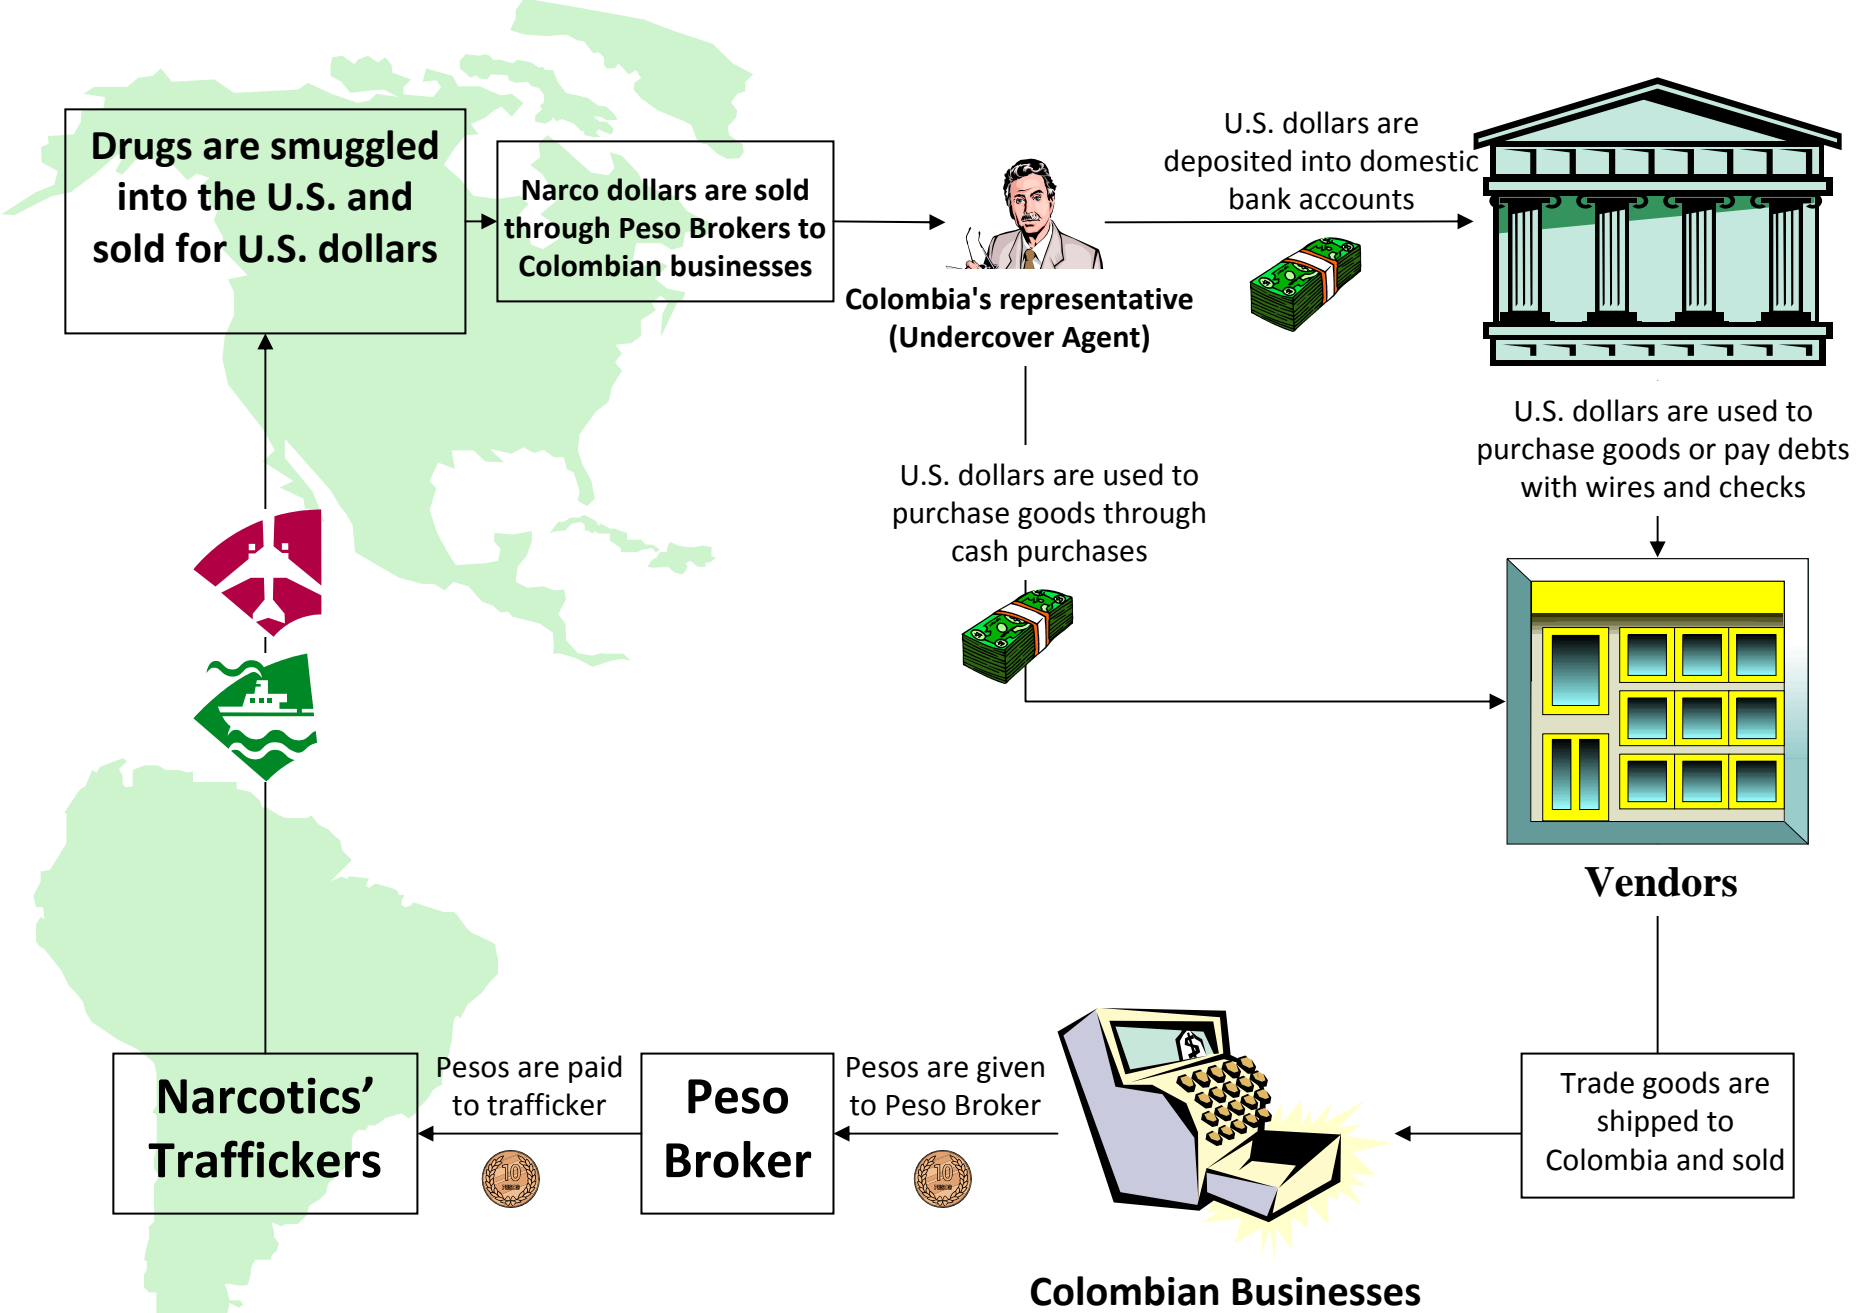 Drugs are smuggled
into the U.S. and
sold for U.S. dollars
Narco dollars are sold
through Peso Brokers to
Colombian businesses
Colombia's representative
(Undercover Agent)
U.S. dollars are
deposited into domestic
bank accounts
U.S. dollars are used to
purchase goods or pay debts
with wires and checks
U.S. dollars are used to
purchase goods through
cash purchases
Vendors
Trade goods are
shipped to
Colombia and sold
$
Colombian Businesses
Pesos are given
to Peso Broker
10
Peso
Broker
Pesos are paid
to trafficker
10
Narcotics’
Traffickers